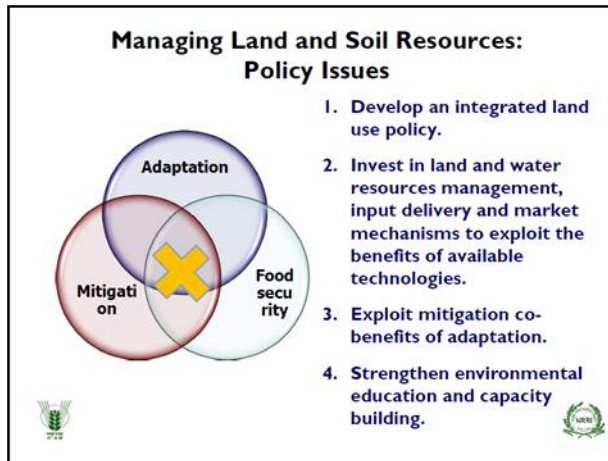 Managing Land and Soil Resources:
Policy Issues
Adaptation
Mitigati
on
Food
secu
rity
1. Develop an integrated land
use policy.
2. Invest in land and water
resources management,
input delivery and market
mechanisms to exploit the
benefits of available
technologies.
3. Exploit mitigation co-
benefits of adaptation.
4. Strengthen environmental
education and capacity
building.